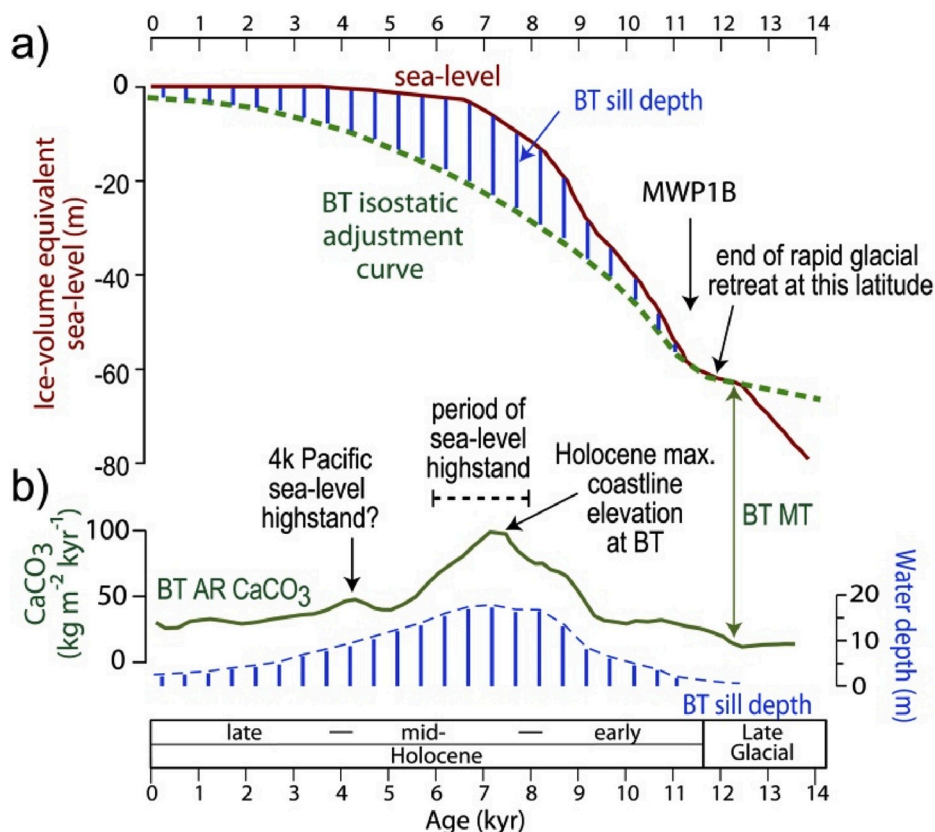 0 1 2 3 4 5 6 7 8 9 10 11 12 13 14
a)
sea-level
BT sill depth
0
-20
-40
-60
-80
Ice-volume equivalent
sea-level (m)
BT isostatic
adjustment
curve
MWP1B
end of rapid glacial
retreat at this latitude
period of
sea-level
highstand
b)
4k Pacific
sea-level
highstand?
Holocene max.
coastline
elevation
at BT
BT MT
100
50
0
CaCO3
(kg m-2 kyr-1)
BT AR CaCO3
20
10
0
Water depth (m)
BT sill depth
late — mid- — early
Late
Glacial
Holocene
0 1 2 3 4 5 6 7 8 9 10 11 12 13 14
Age (kyr)